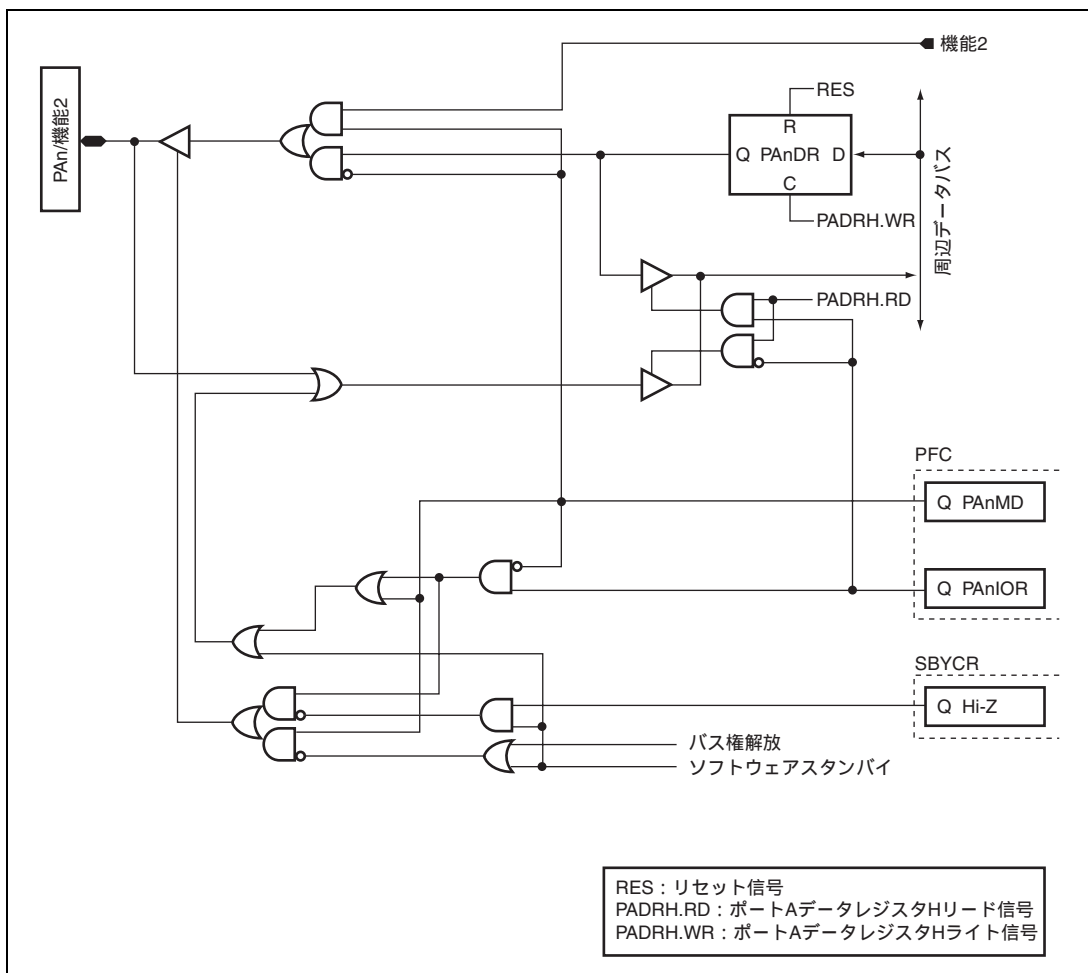 機能2
PAn/機能2
RES
R
Q PAnDR D
C
PADRH.WR
周辺データバス
PADRH.RD
PFC
Q PAnMD
Q PAnIOR
SBYCR
Q Hi-Z
バス権解放
ソフトウェアスタンバイ
RES：リセット信号
PADRH.RD：ポートAデータレジスタHリード信号
PADRH.WR：ポートAデータレジスタHライト信号